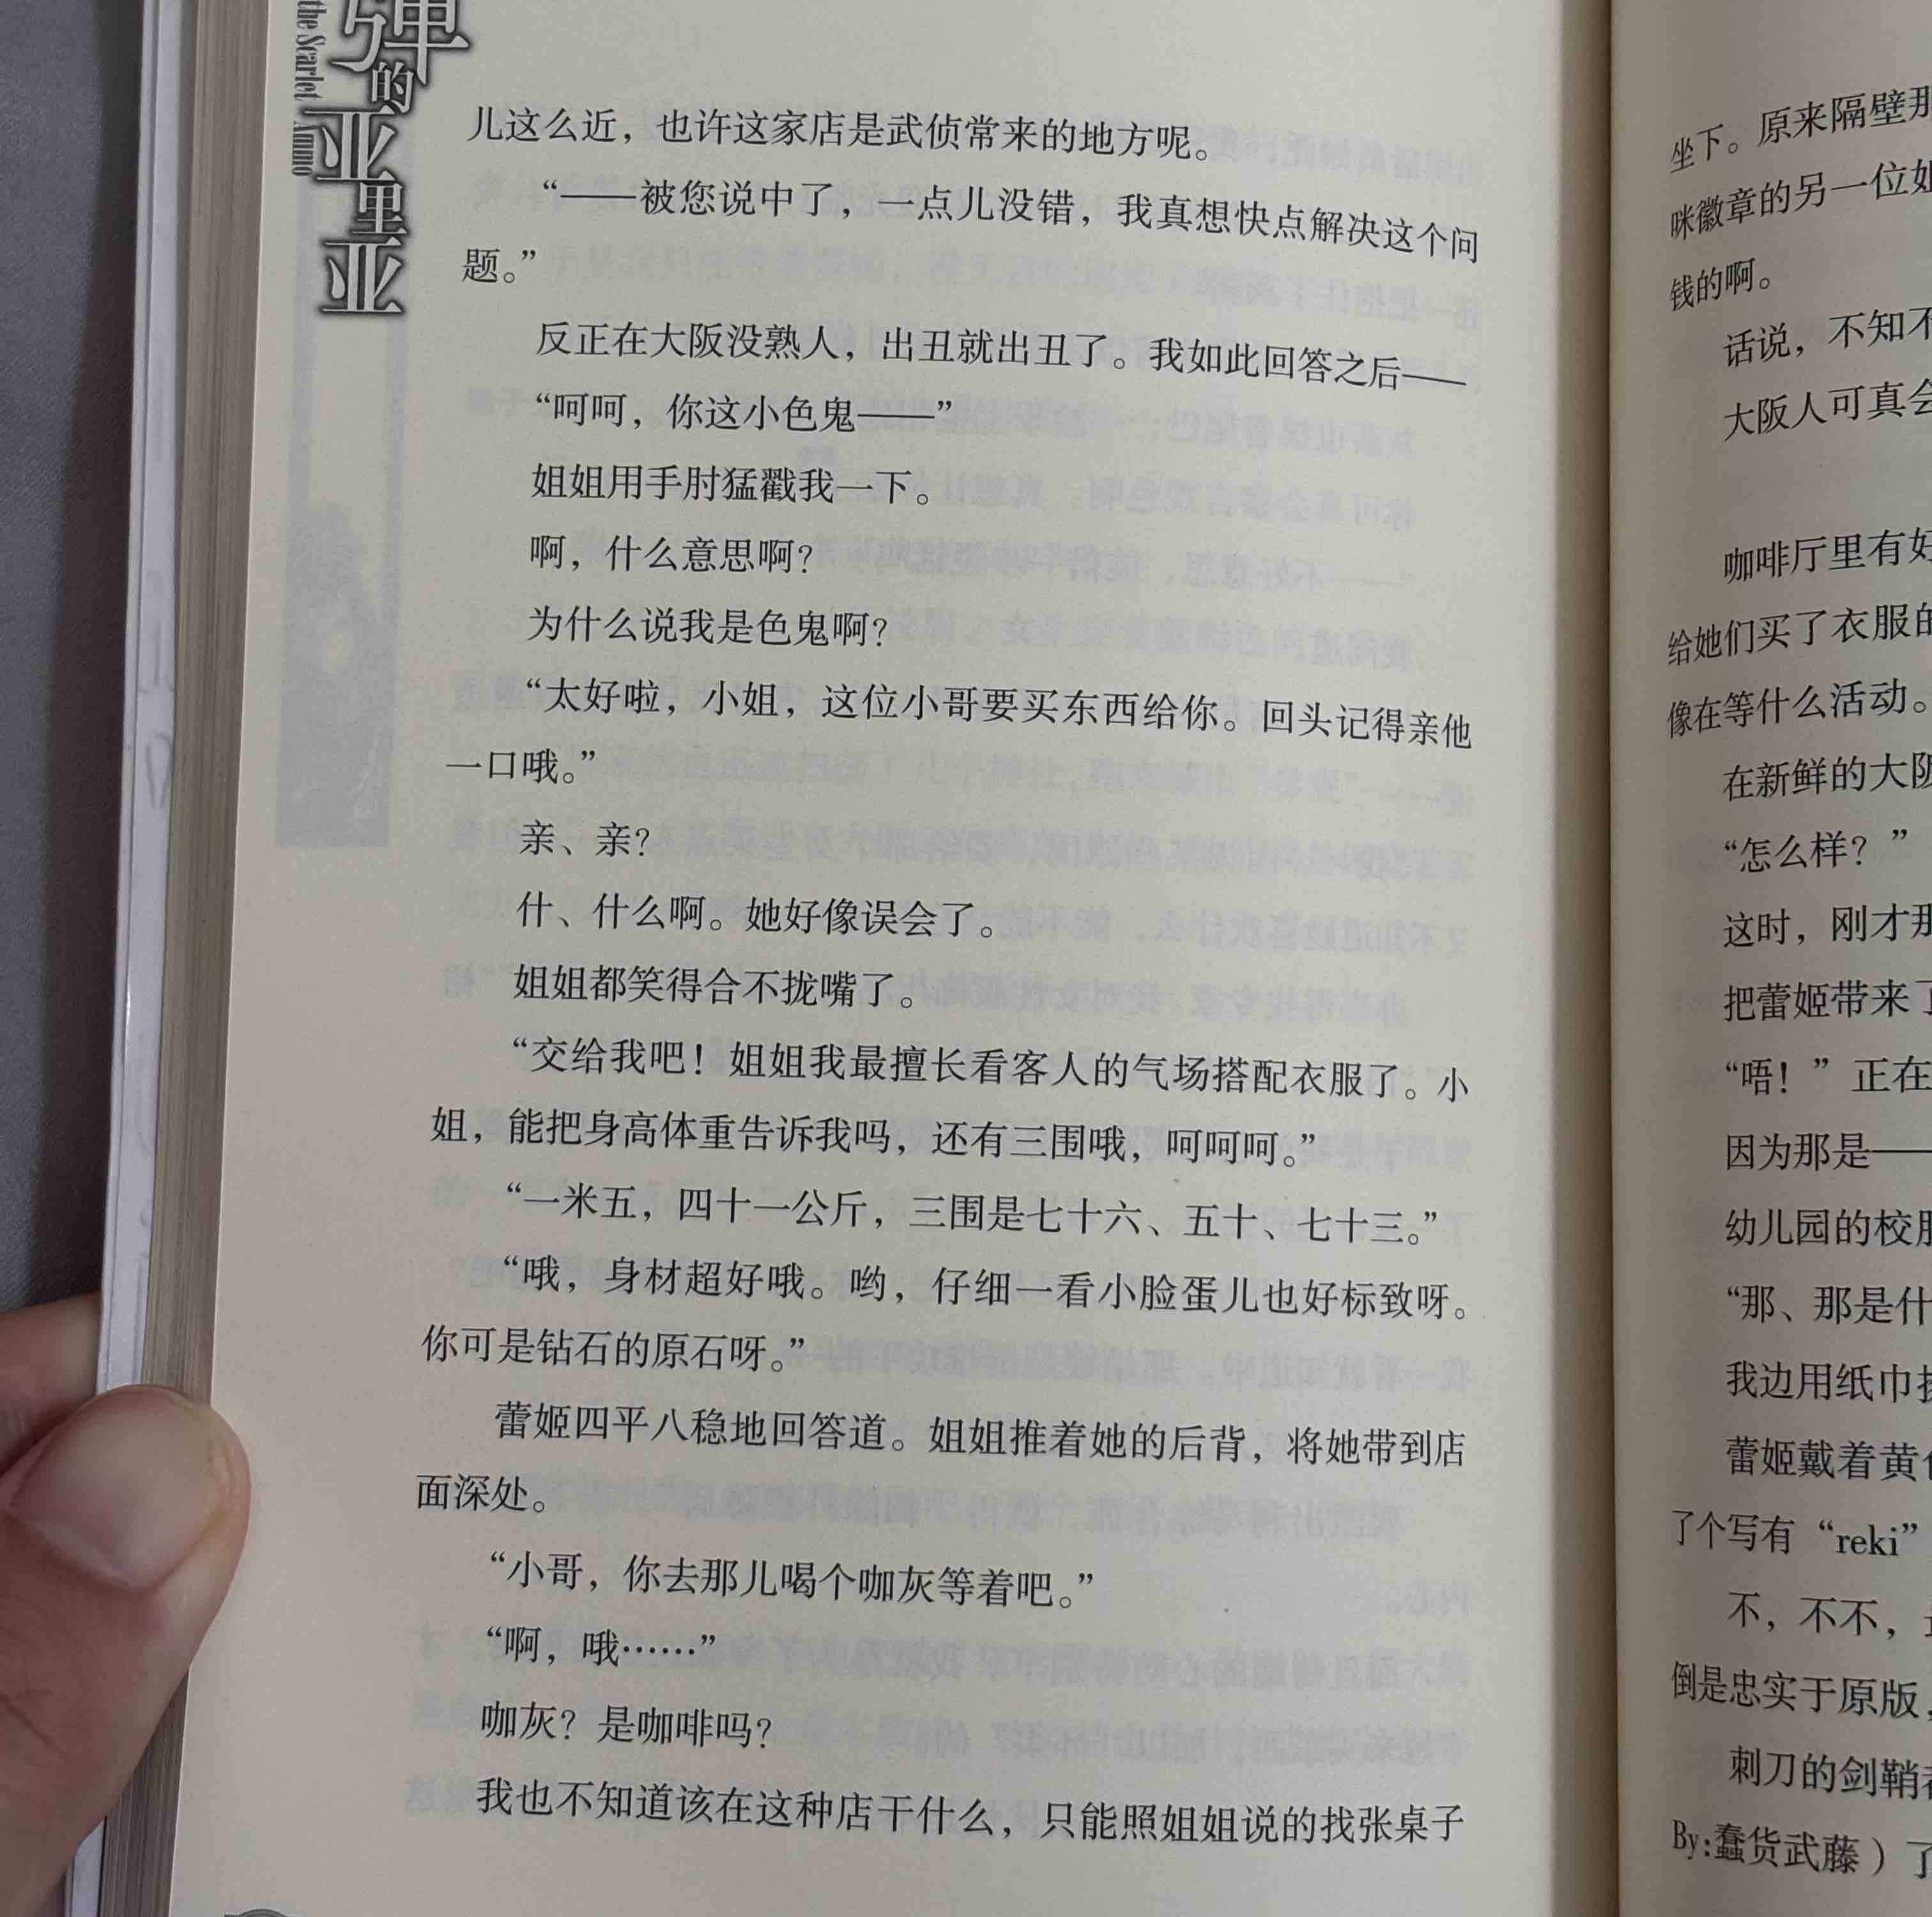 the Scarlet Ammo
弹的亚里亚
儿这么近，也许这家店是武侦常来的地方呢。
“——被您说中了，一点儿没错，我真想快点解决这个问
题。”
反正在大阪没熟人，出丑就出丑了。我如此回答之后——
“呵呵，你这小色鬼——”
姐姐用手肘猛戳我一下。
啊，什么意思啊？
为什么说我是色鬼啊？
“太好啦，小姐，这位小哥要买东西给你。回头记得亲他
一口哦。”
亲、亲？
什、什么啊。她好像误会了。
姐姐都笑得合不拢嘴了。
“交给我吧！姐姐我最擅长看客人的气场搭配衣服了。小
姐，能把身高体重告诉我吗，还有三围哦，呵呵呵。”
“一米五，四十一公斤，三围是七十六、五十、七十三。”
“哦，身材超好哦。哟，仔细一看小脸蛋儿也好标致呀。
你可是钻石的原石呀。”
蕾姬四平八稳地回答道。姐姐推着她的后背，将她带到店
面深处。
“小哥，你去那儿喝个咖灰等着吧。”
“啊，哦……”
咖灰？是咖啡吗？
我也不知道该在这种店干什么，只能照姐姐说的找张桌子
坐下。原来隔壁那
咪徽章的另一位如
钱的啊。
话说，不知不
大阪人可真会
咖啡厅里有好
给她们买了衣服的
像在等什么活动。
在新鲜的大阪
“怎么样？”
这时，刚才那
把蕾姬带来了
“唔！”正在
因为那是——
幼儿园的校服
“那、那是什
我边用纸巾
蕾姬戴着黄色
了个写有“reki”
不，不不，
倒是忠实于原版，
刺刀的剑鞘
By:蠢货武藤）了